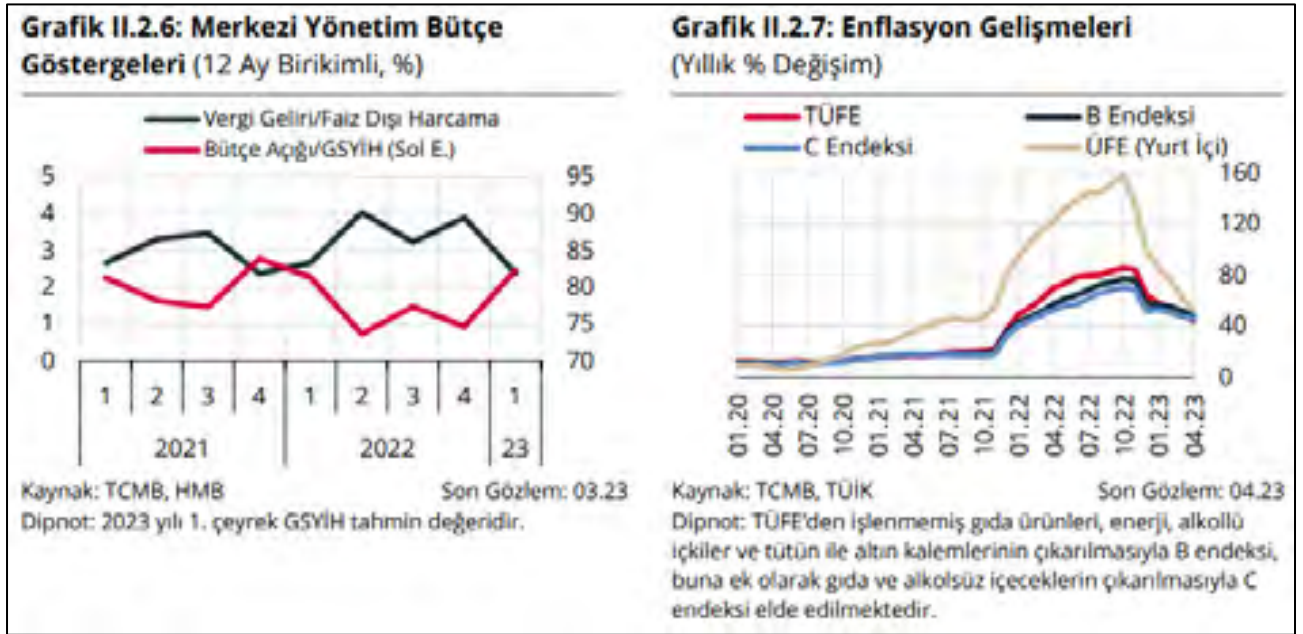 Grafik II.2.6: Merkezi Yönetim Bütçe
Göstergeleri (12 Ay Birikimli, %)
Vergi Geliri/Faiz Dışı Harcama
Bütçe Açığı/GSYİH (Sol E.)
5 95
4 90
3 85
2 80
1 75
0 70
1 2 3 4 1 2 3 4 1
2021 2022 23
Kaynak: TCMB, HMB Son Gözlem: 03.23
Dipnot: 2023 yılı 1. çeyrek GSYİH tahmin değeridir.
Grafik II.2.7: Enflasyon Gelişmeleri
(Yıllık % Değişim)
TÜFE B Endeksi
C Endeksi ÜFE (Yurt İçi)
160
120
80
40
0
01.20 04.20 07.20 10.20 01.21 04.21 07.21 10.21 01.22 04.22 07.22 10.22 01.23 04.23
Kaynak: TCMB, TÜİK Son Gözlem: 04.23
Dipnot: TÜFE'den işlenmemiş gıda ürünleri, enerji, alkollü
içkiler ve tütün ile altın kalemlerinin çıkarılmasıyla B endeksi,
buna ek olarak gıda ve alkolsüz içeceklerin çıkarılmasıyla C
endeksi elde edilmektedir.